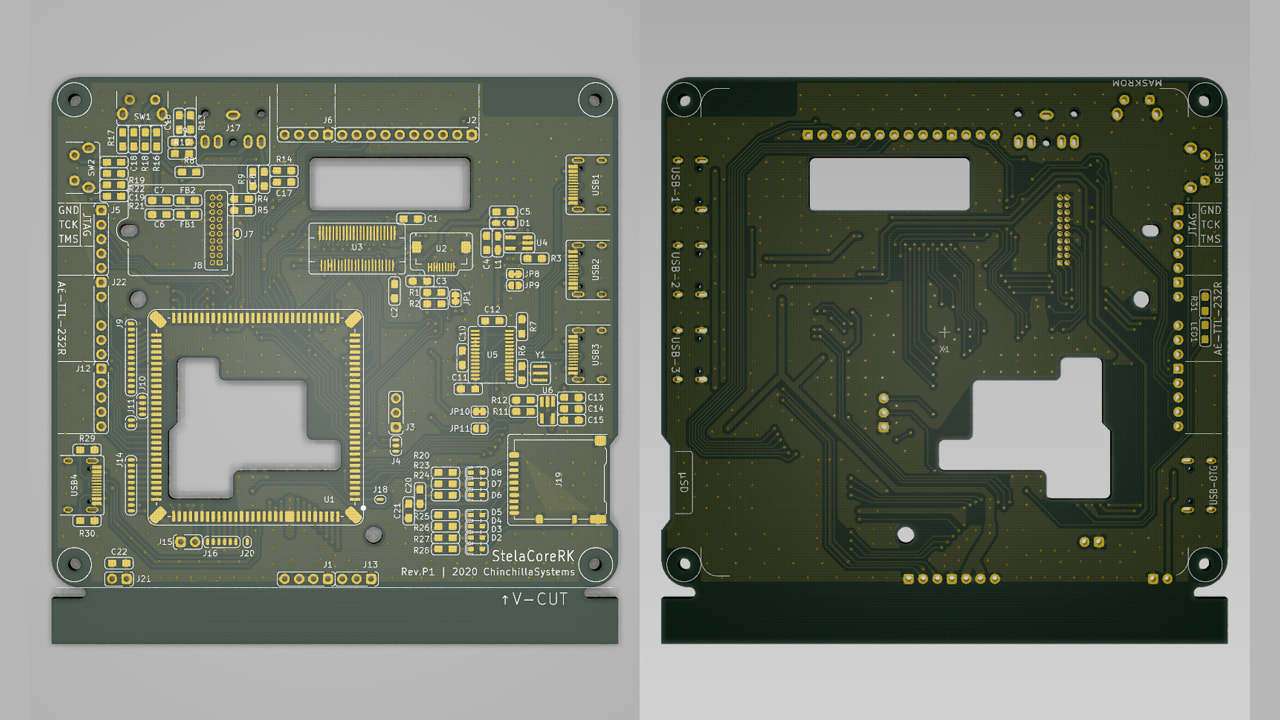 SW1
R17
C18
R18
R16
R13
J17
J6
J2
SW2
R19
R22
C19
R21
R8
R9
R14
C17
C7
FB2
C6
FB1
R4
R5
J5
GND
TCK
TMS
JTAG
J7
J8
C1
U3
U2
C5
D1
U4
C4
L1
R3
JP8
JP9
USB1
USB2
USB3
J22
AE-TTL-232R
J9
J12
J10
J11
C3
C2
R1
R2
JP1
C12
R7
C10
U5
R6
Y1
C11
U6
R12
R11
C13
C14
C15
JP10
JP11
J3
J4
R29
USB4
R30
J14
U1
J18
R20
R23
R24
C20
C21
R25
R26
R27
R28
D8
D7
D6
D5
D4
D3
D2
J19
J15
J16
J20
C22
J21
J1
J13
StelaCoreRK
Rev.P1 | 2020 ChinchillaSystems
↑V-CUT
MASKROM
RESET
USB-1
USB-2
USB-3
JTAG
GND
TCK
TMS
AE-TTL-232R
R31
LED1
μSD
USB-OTG